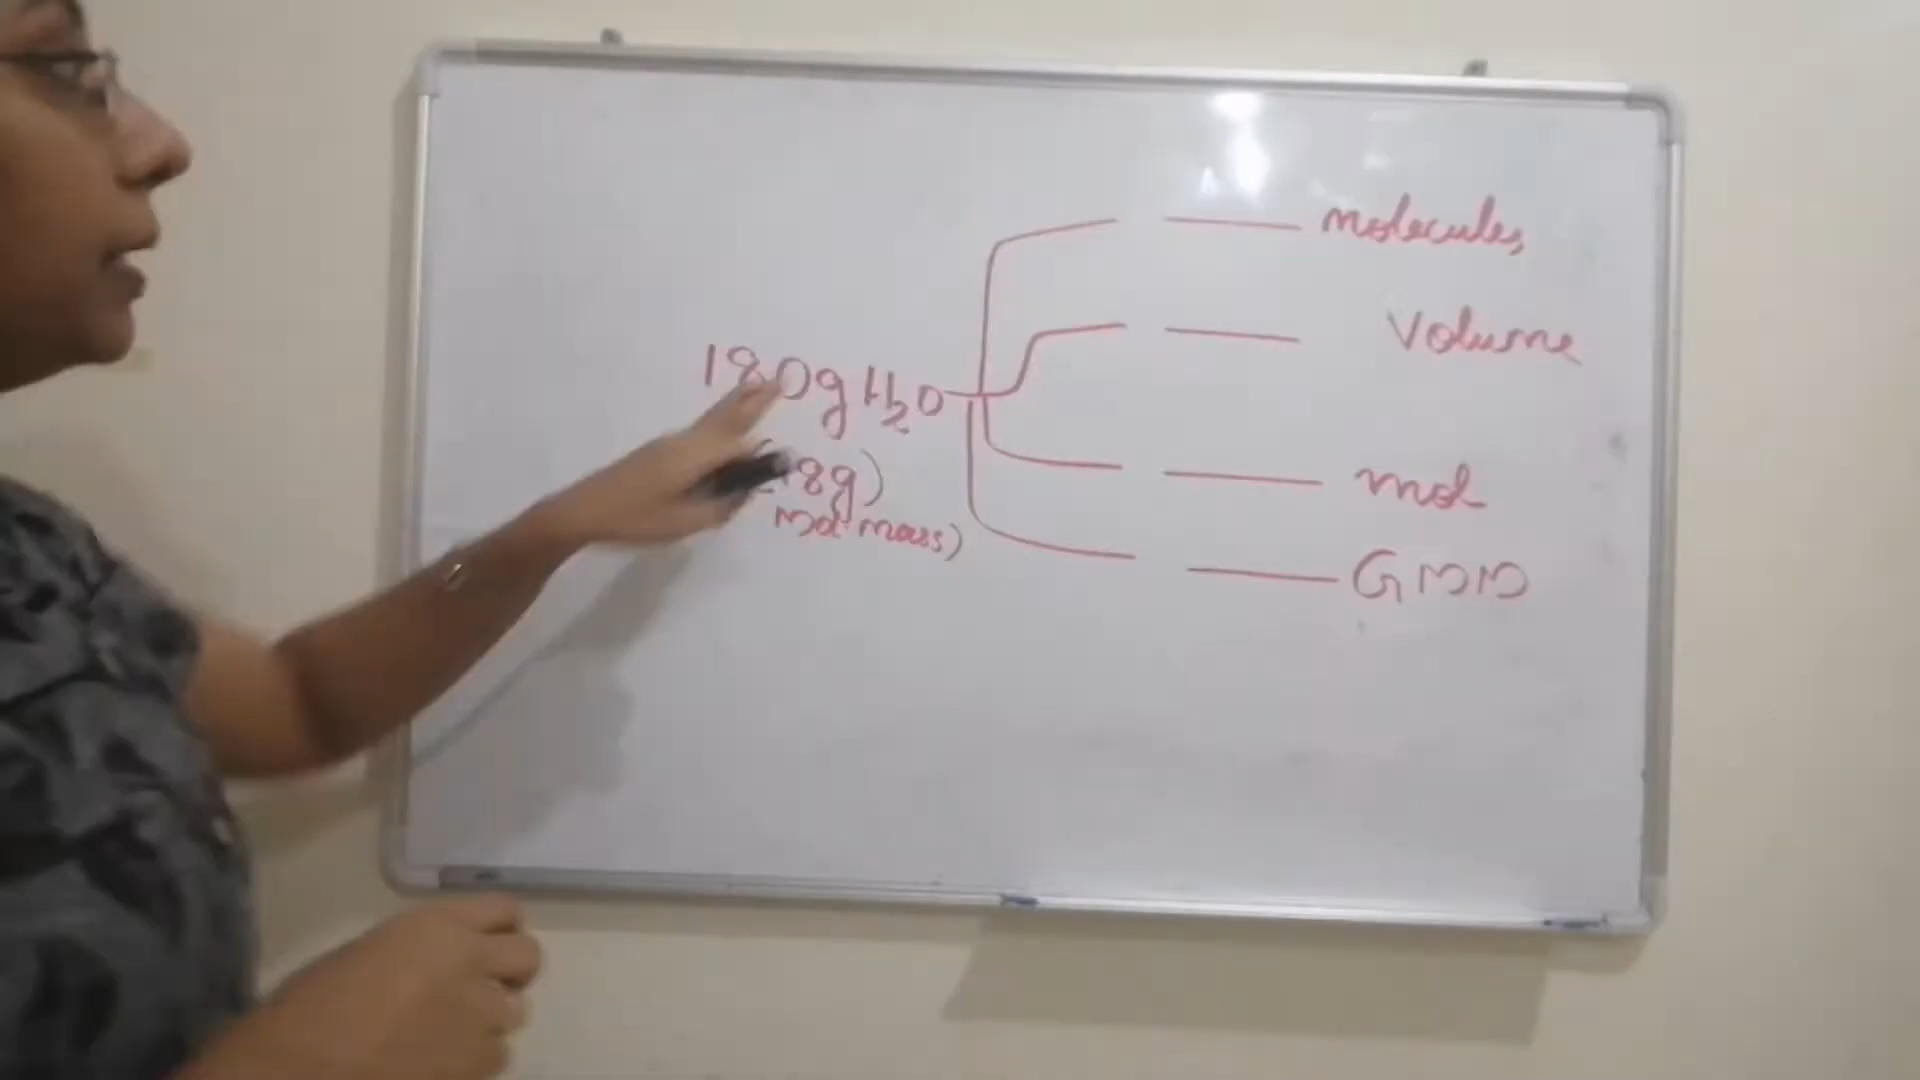 molecules
Volume
180g H2O
mol
(18g)
mol. mass)
GMM